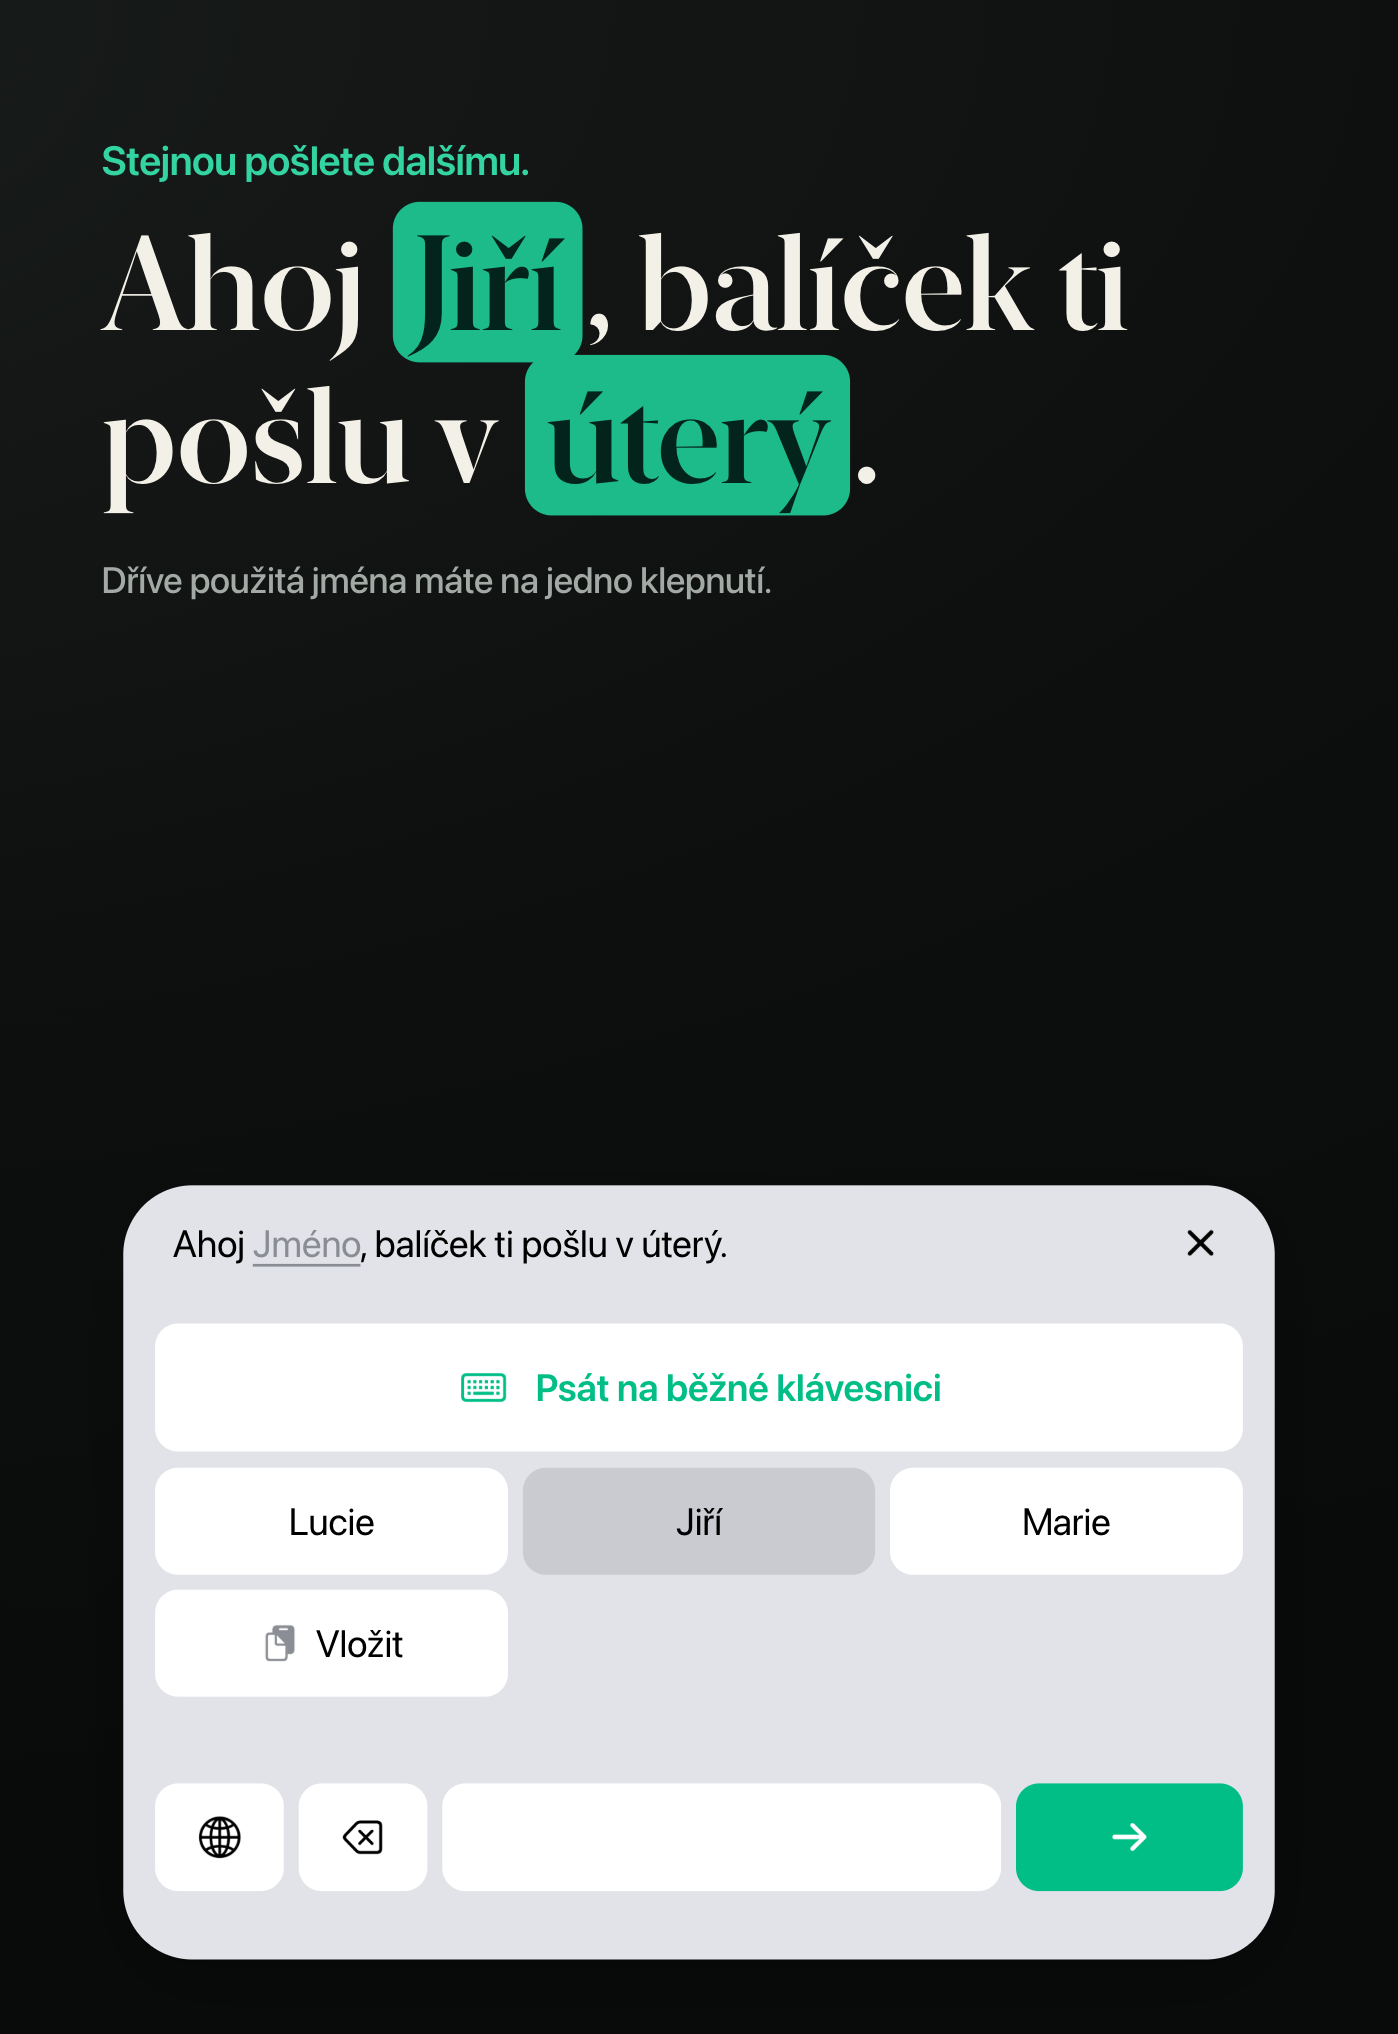 Stejnou pošlete dalšímu.
Ahoj Jiří, balíček ti
pošlu v úterý.
Dříve použitá jména máte na jedno klepnutí.
Ahoj Jméno, balíček ti pošlu v úterý.
Psát na běžné klávesnici
Lucie Jiří Marie
Vložit